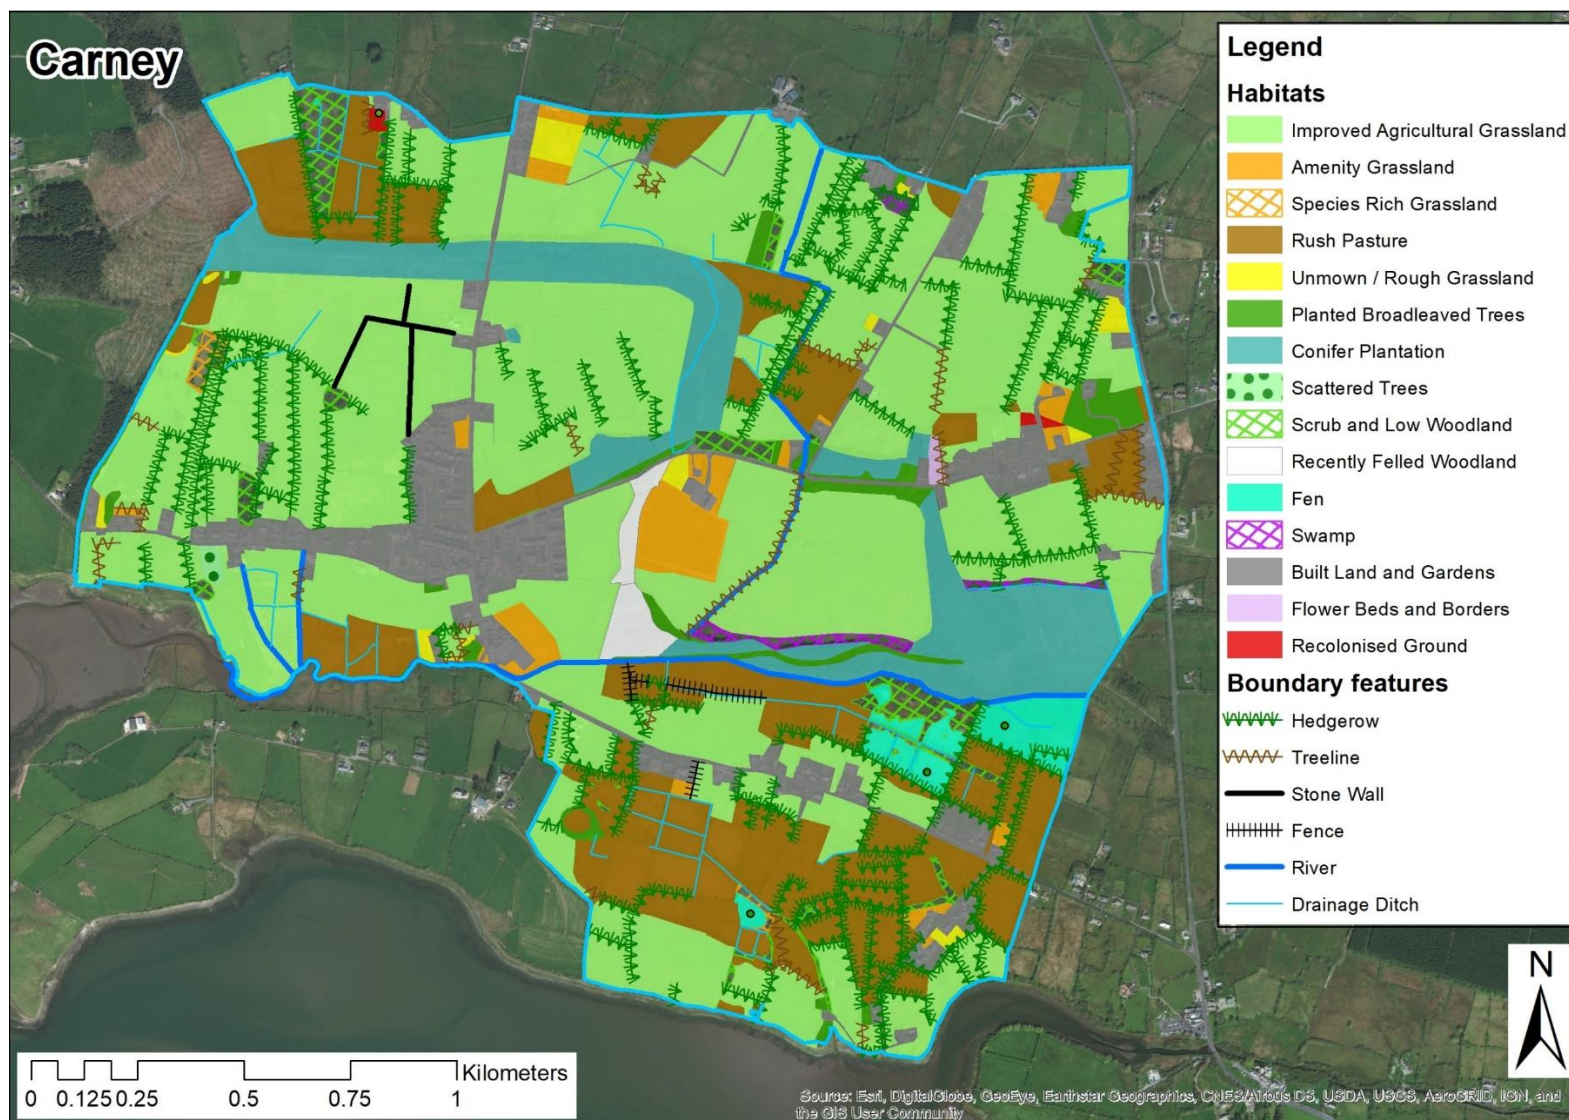 Carney
Legend
Habitats
Improved Agricultural Grassland
Amenity Grassland
Species Rich Grassland
Rush Pasture
Unmown / Rough Grassland
Planted Broadleaved Trees
Conifer Plantation
Scattered Trees
Scrub and Low Woodland
Recently Felled Woodland
Fen
Swamp
Built Land and Gardens
Flower Beds and Borders
Recolonised Ground
Boundary features
Hedgerow
Treeline
Stone Wall
Fence
River
Drainage Ditch
N
Kilometers
0 0.125 0.25 0.5 0.75 1
Source: Esri, DigitalGlobe, GeoEye, Earthstar Geographics, CNES/Airbus DS, USDA, USGS, AeroGRID, IGN, and
the GIS User Community